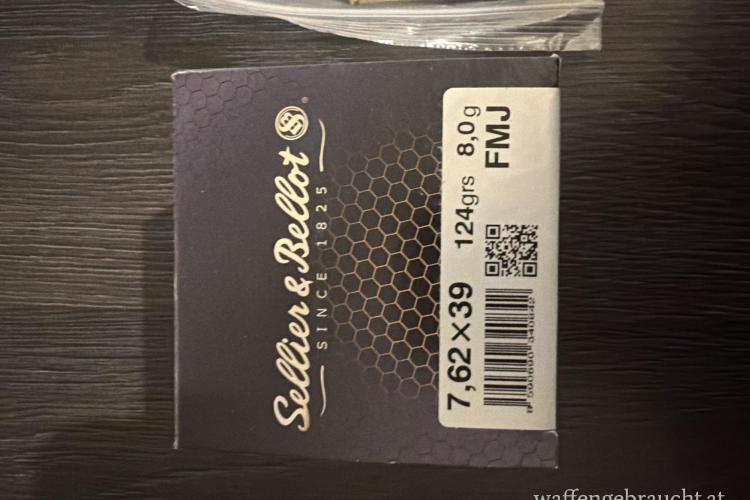 Sellier & Bellot
SINCE 1825
7,62 x 39 124grs 8,0g
FMJ
waffengebraucht.at